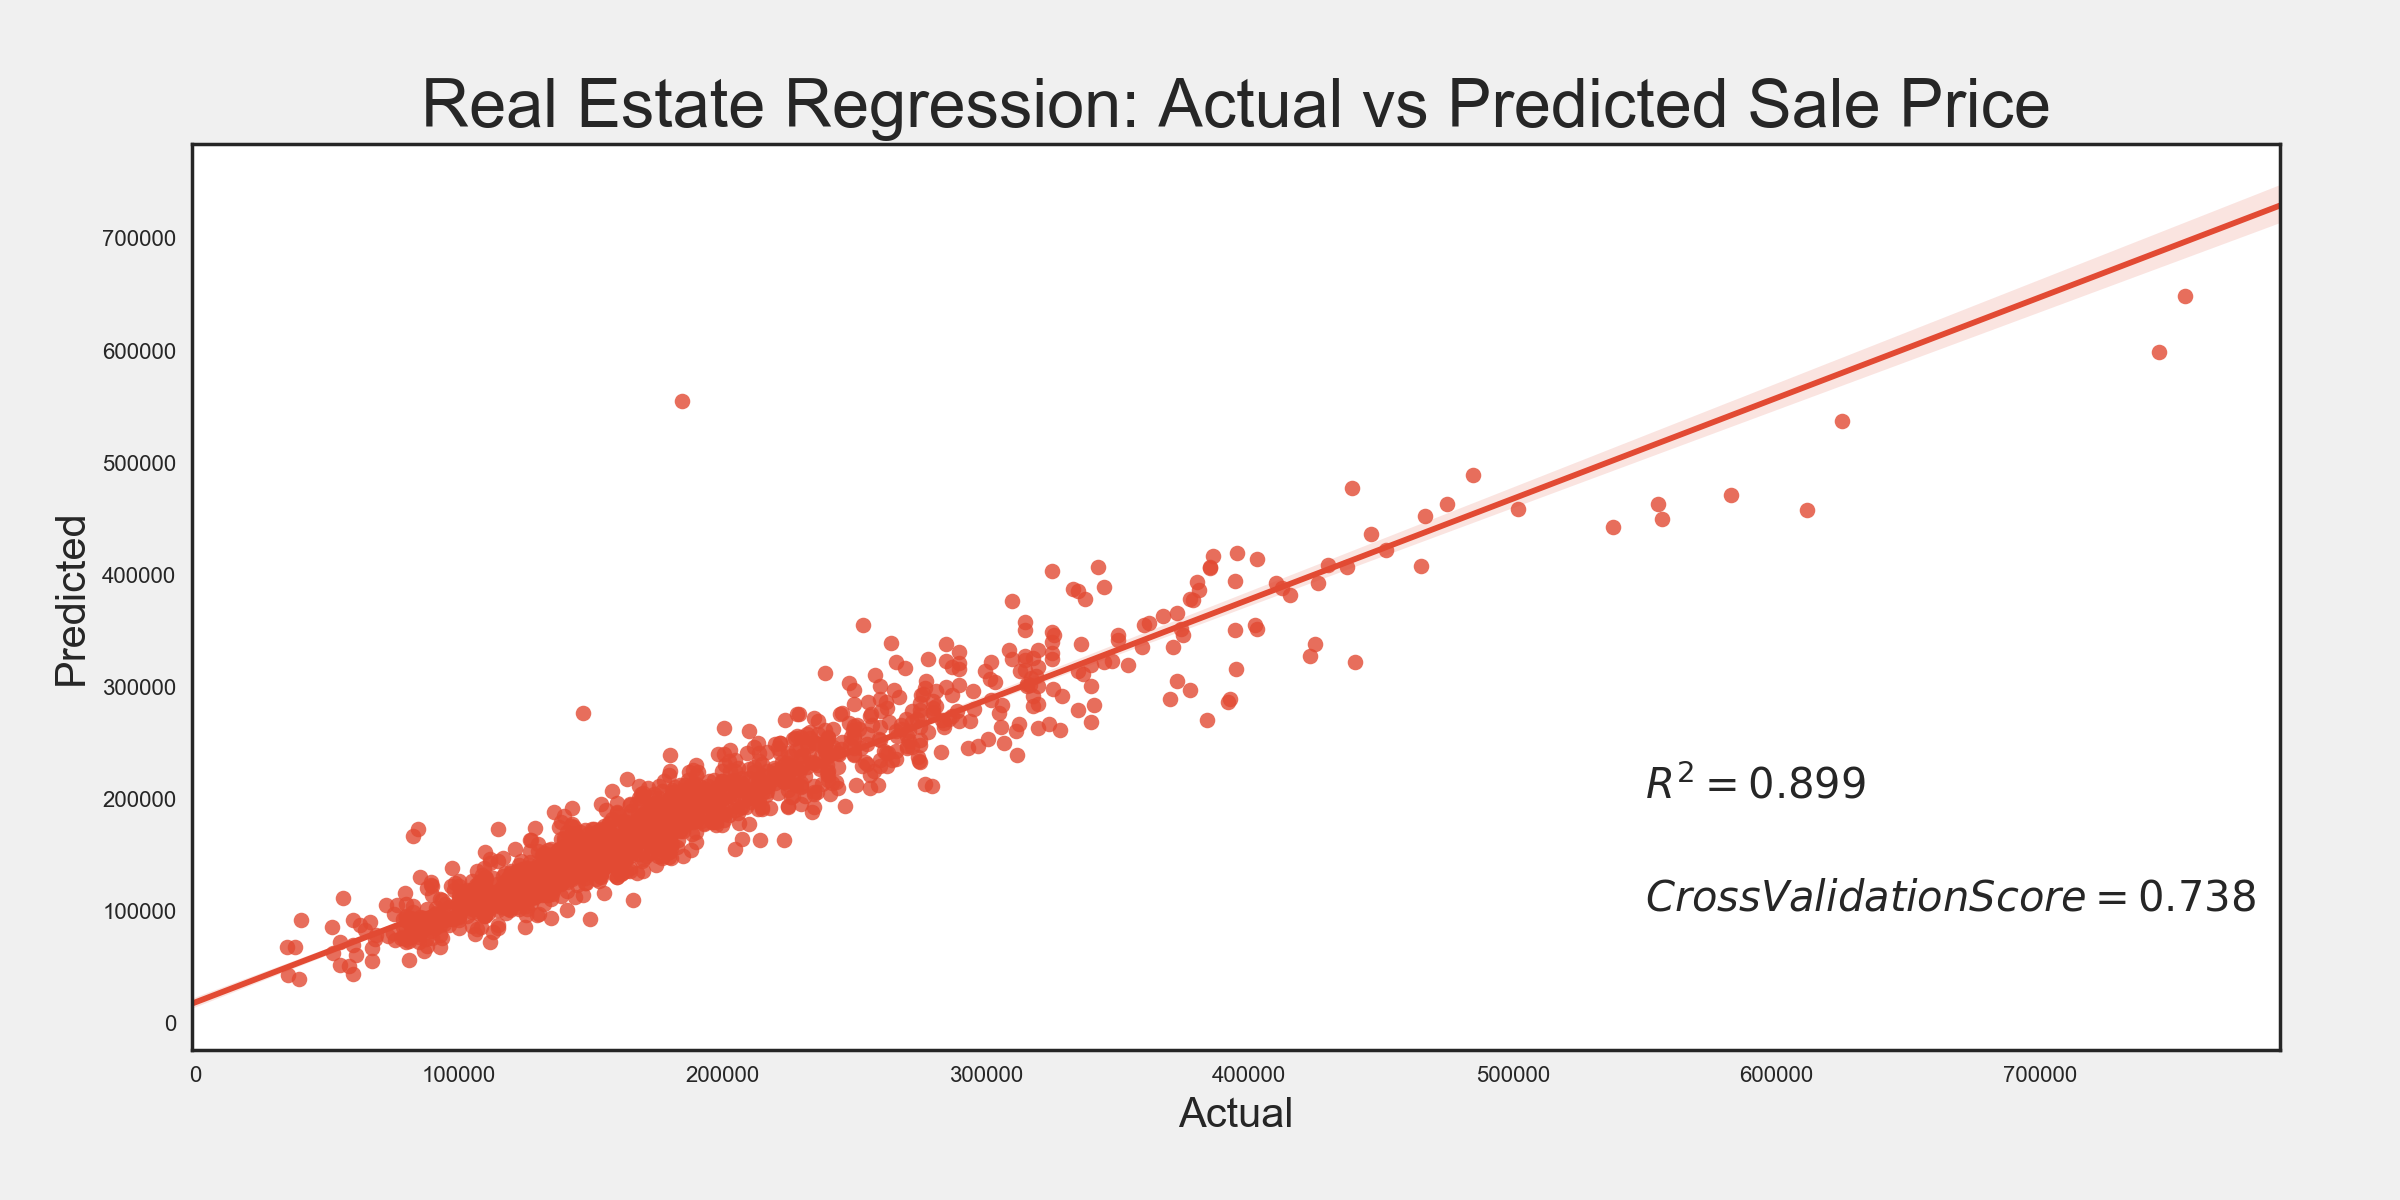 Real Estate Regression: Actual vs Predicted Sale Price
700000
600000
500000
400000
300000
200000
100000
0
Predicted
R² = 0.899
CrossValidationScore = 0.738
0 100000 200000 300000 400000 500000 600000 700000
Actual